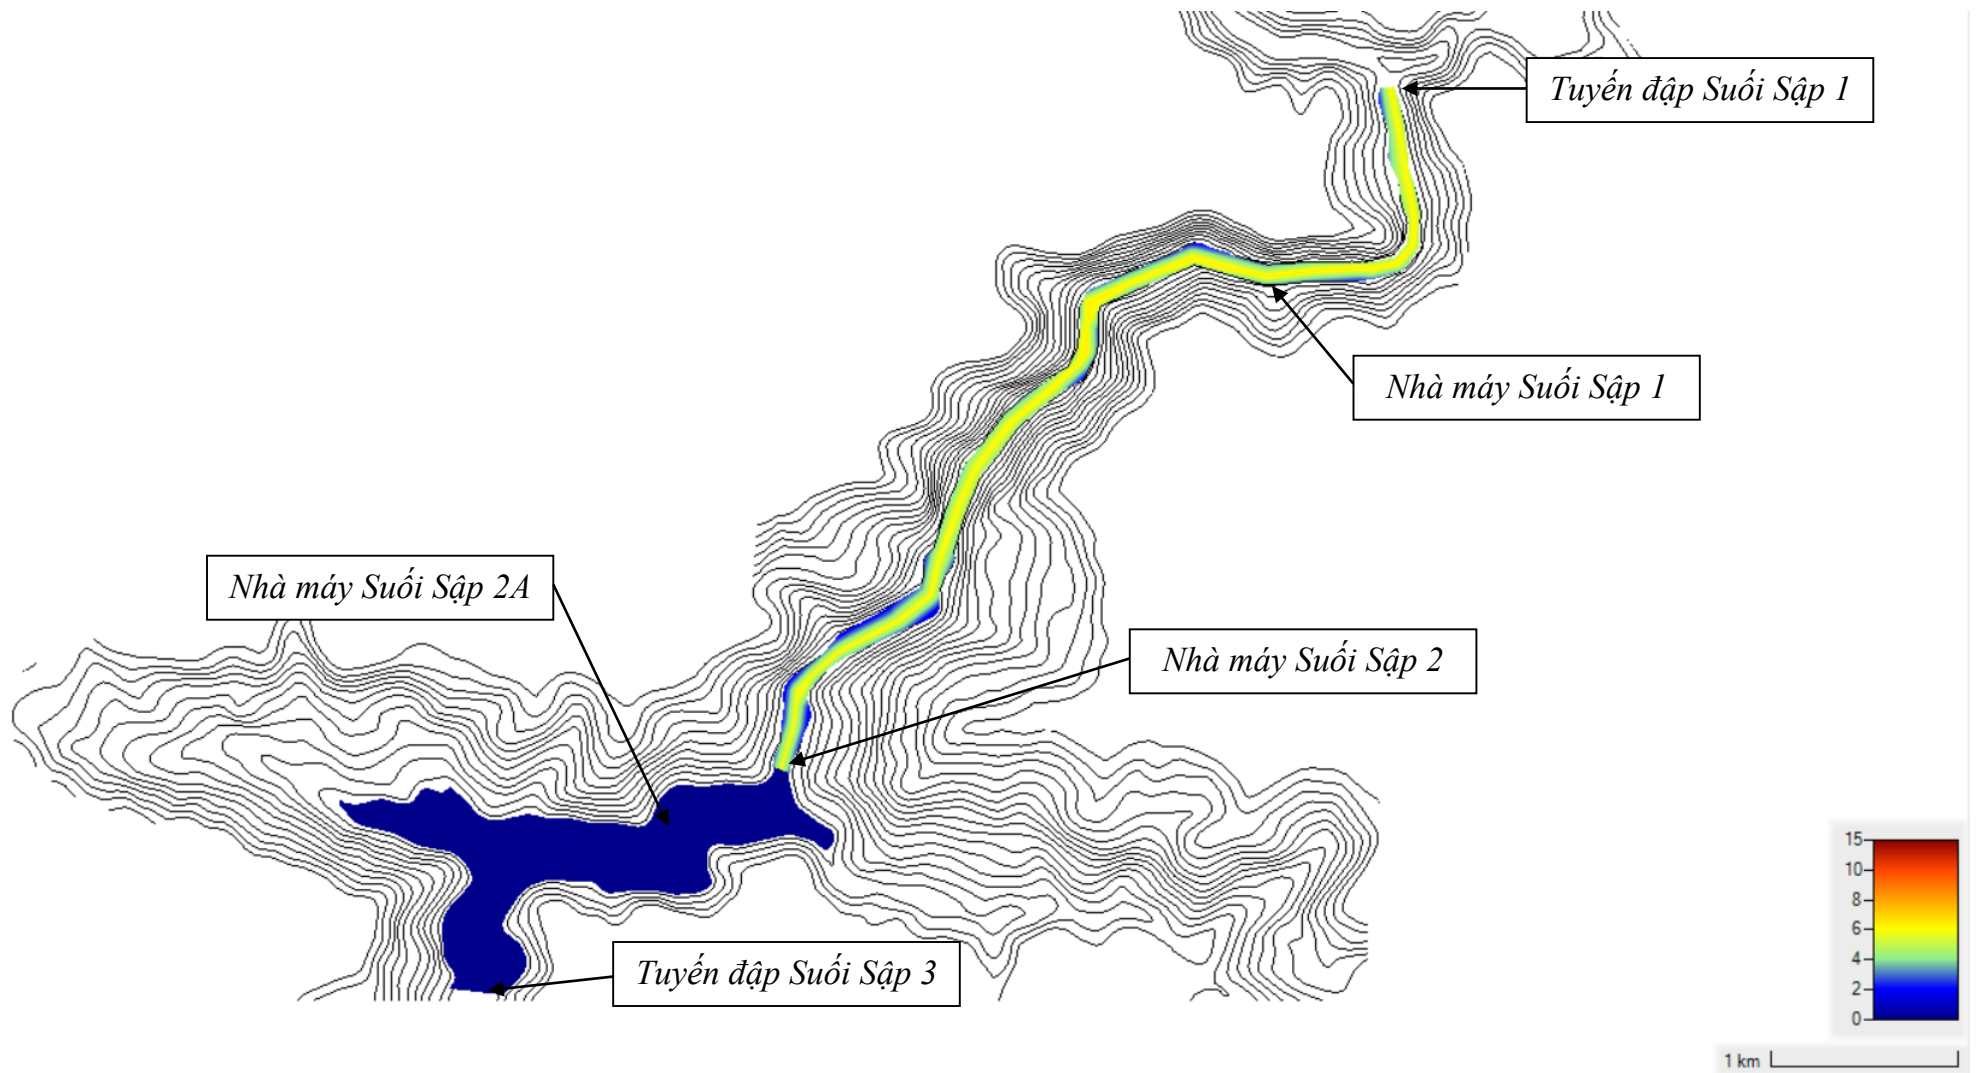 Tuyến đập Suối Sập 1
Nhà máy Suối Sập 1
Nhà máy Suối Sập 2A
Nhà máy Suối Sập 2
Tuyến đập Suối Sập 3
15
10
8
6
4
2
0
1 km